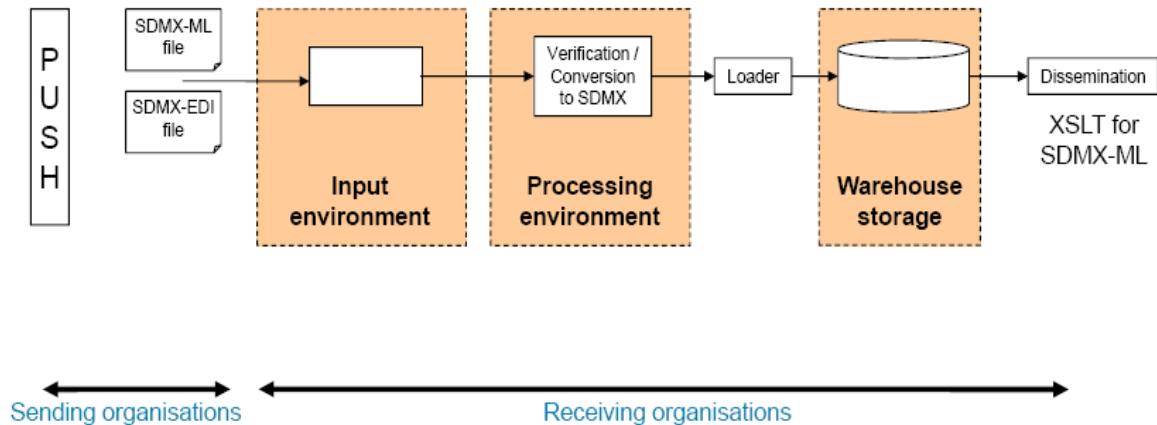 P
U
S
H
SDMX-ML
file
SDMX-EDI
file
Input
environment
Verification /
Conversion
to SDMX
Processing
environment
Loader
Warehouse
storage
Dissemination
XSLT for
SDMX-ML
Sending organisations
Receiving organisations